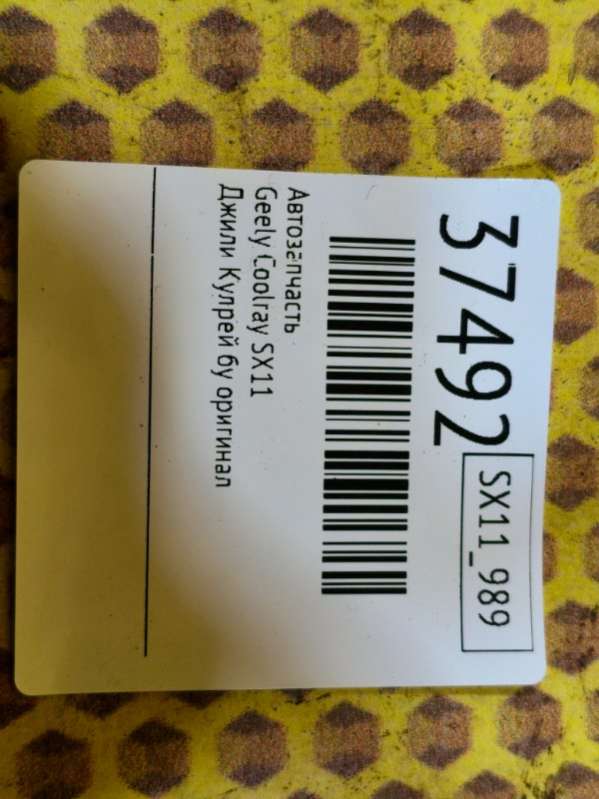 37492
SX11_989
Автозапчасть
Geely Coolray SX11
Джили Кулрей бу оригинал